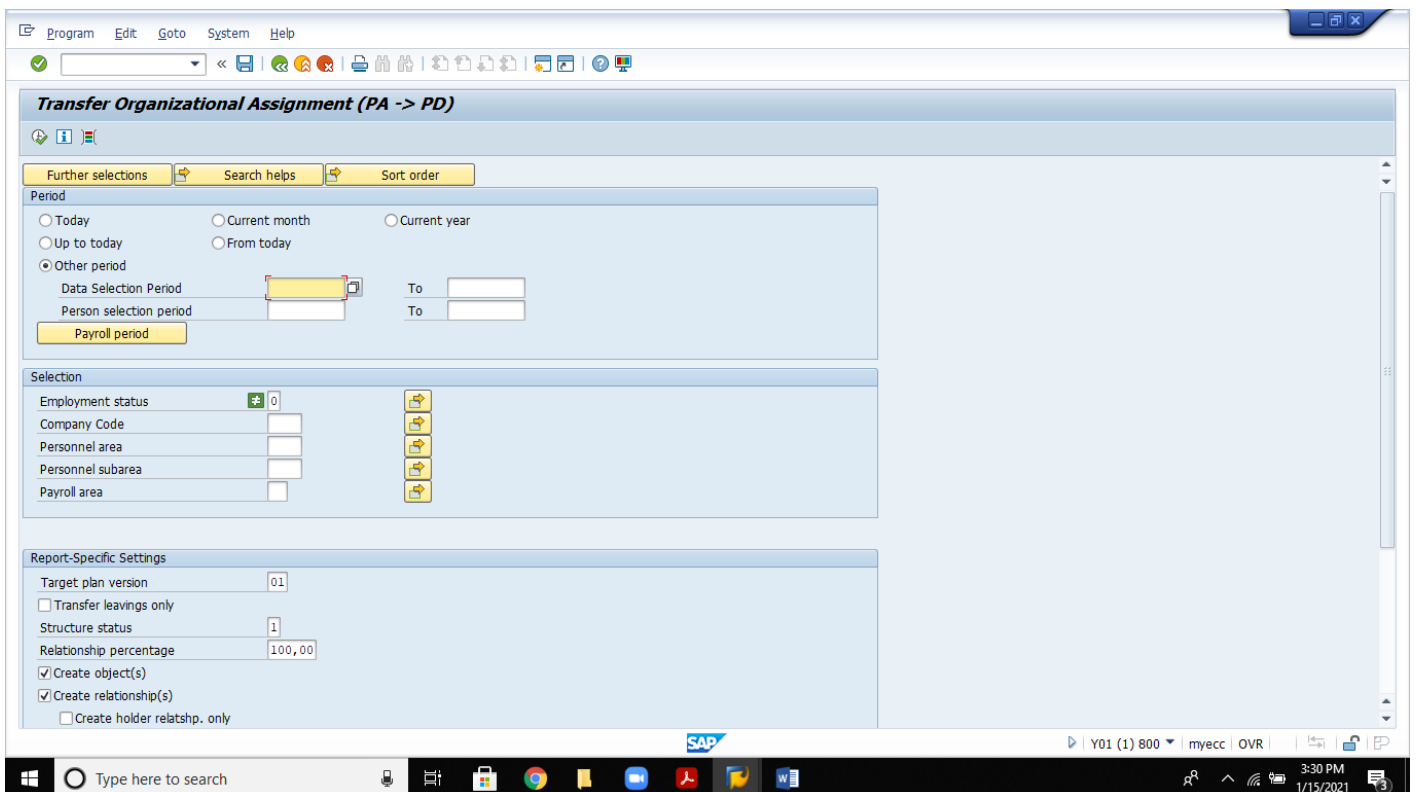 Program Edit Goto System Help
Transfer Organizational Assignment (PA -> PD)
Further selections Search helps Sort order
Period
Today Current month Current year
Up to today From today
Other period
Data Selection Period To
Person selection period To
Payroll period
Selection
Employment status ≠ 0
Company Code
Personnel area
Personnel subarea
Payroll area
Report-Specific Settings
Target plan version 01
Transfer leavings only
Structure status 1
Relationship percentage 100,00
Create object(s)
Create relationship(s)
Create holder relatshp. only
SAP Y01 (1) 800 myecc OVR
Type here to search 3:30 PM
1/15/2021 3